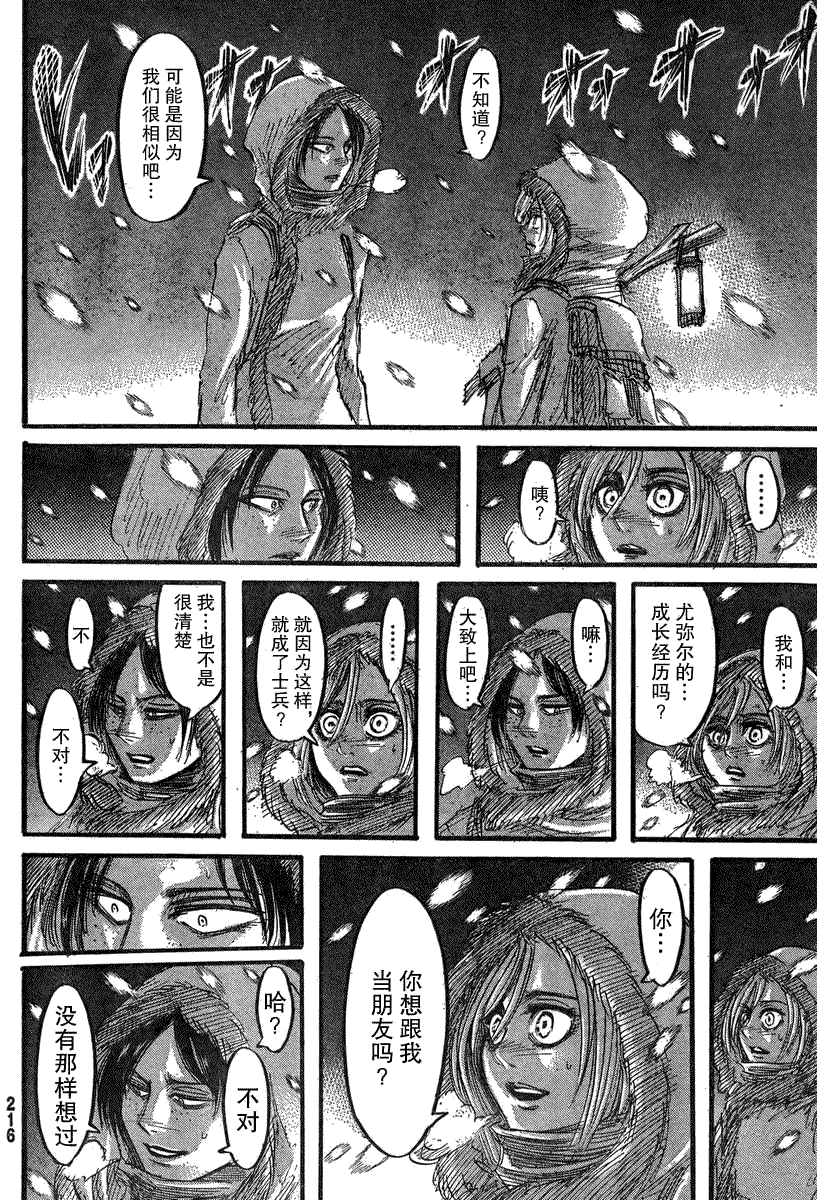 不知道？
可能是因为
我们很相似吧…
……
咦？
我和…
尤弥尔的…
成长经历吗？
嘛…
大致上吧…
……
就因为这样，
就成了士兵？
我…也不是
很清楚
不
不对…
你…
你想跟我
当朋友吗？
哈？
不对
没有那样想过
216